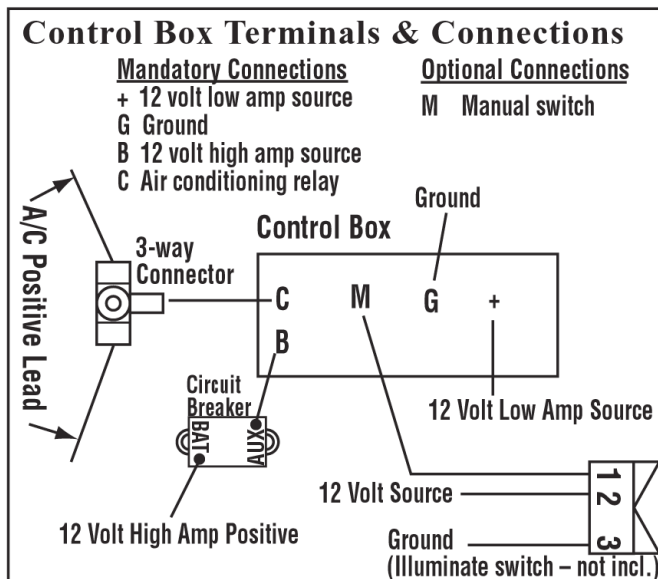 Control Box Terminals & Connections
Mandatory Connections
+ 12 volt low amp source
G Ground
B 12 volt high amp source
C Air conditioning relay
Optional Connections
M Manual switch
Ground
Control Box
A/C Positive Lead
3-way
Connector
C
M
G
+
B
Circuit
Breaker
BAT
AUX
12 Volt Low Amp Source
12 Volt High Amp Positive
12 Volt Source
1
2
3
Ground
(Illuminate switch – not incl.)